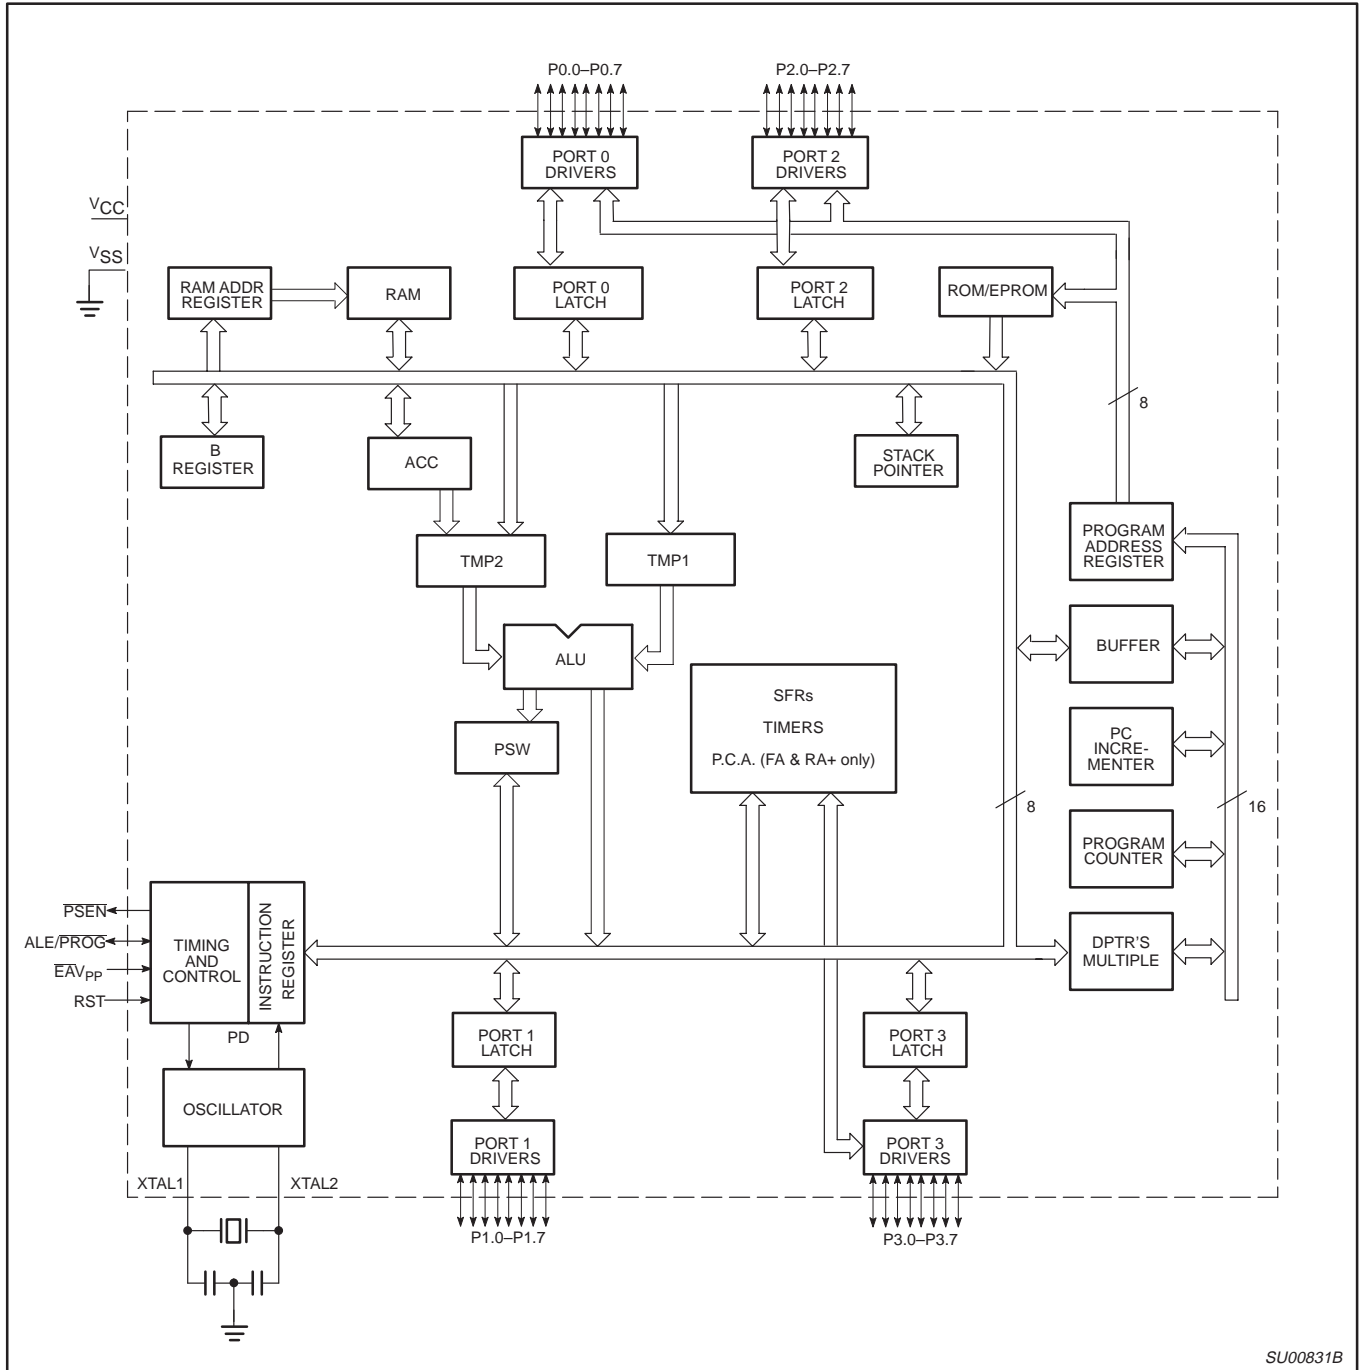 P0.0–P0.7
P2.0–P2.7
PORT 0
DRIVERS
PORT 2
DRIVERS
VCC
VSS
RAM ADDR
REGISTER
RAM
PORT 0
LATCH
PORT 2
LATCH
ROM/EPROM
8
B
REGISTER
ACC
STACK
POINTER
TMP2
TMP1
PROGRAM
ADDRESS
REGISTER
ALU
BUFFER
SFRs
TIMERS
P.C.A. (FA & RA+ only)
PSW
PC
INCRE-
MENTER
8
16
PROGRAM
COUNTER
PSEN
ALE/PROG
EAVPP
RST
TIMING
AND
CONTROL
INSTRUCTION
REGISTER
DPTR'S
MULTIPLE
PD
PORT 1
LATCH
PORT 3
LATCH
OSCILLATOR
PORT 1
DRIVERS
PORT 3
DRIVERS
XTAL1
XTAL2
P1.0–P1.7
P3.0–P3.7
SU00831B